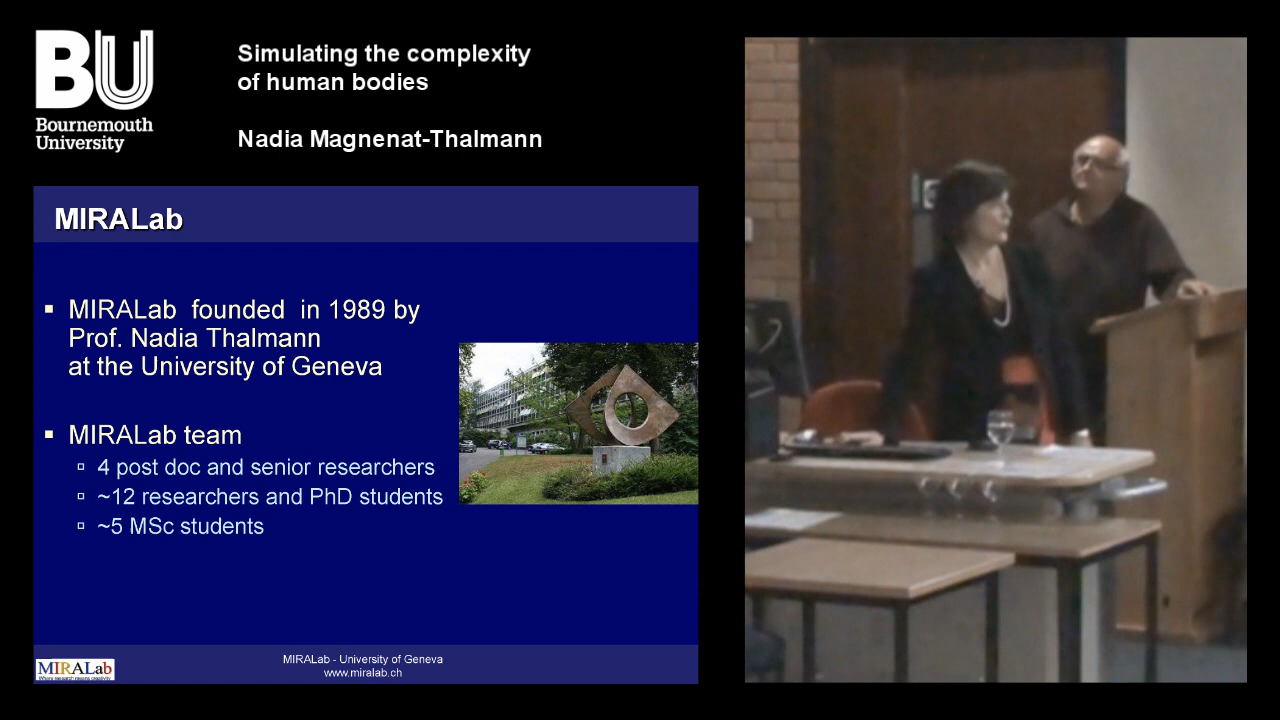 BU
Bournemouth
University
Simulating the complexity
of human bodies
Nadia Magnenat-Thalmann
MIRALab
▪ MIRALab founded in 1989 by
Prof. Nadia Thalmann
at the University of Geneva
▪ MIRALab team
▫ 4 post doc and senior researchers
▫ ~12 researchers and PhD students
▫ ~5 MSc students
MIRALab
MIRALab - University of Geneva
www.miralab.ch